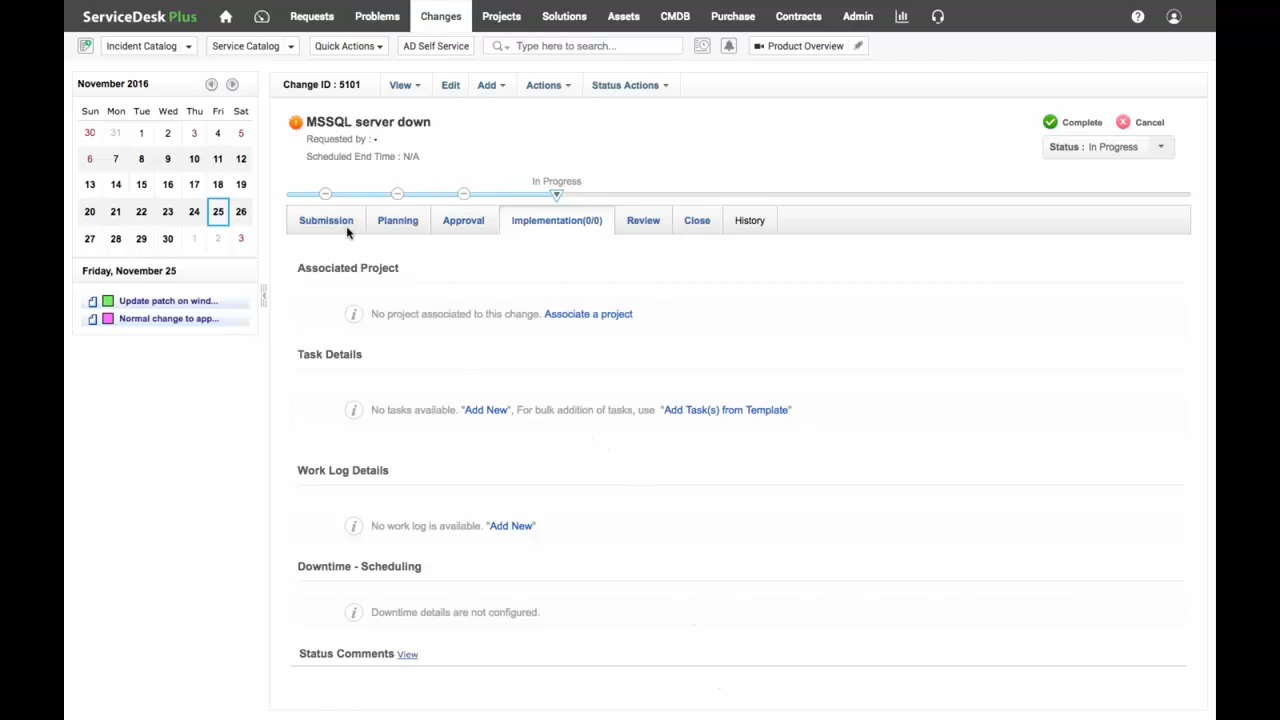 ServiceDesk Plus Requests Problems Changes Projects Solutions Assets CMDB Purchase Contracts Admin
Incident Catalog Service Catalog Quick Actions AD Self Service Type here to search... Product Overview
November 2016
Sun Mon Tue Wed Thu Fri Sat
30 31 1 2 3 4 5
6 7 8 9 10 11 12
13 14 15 16 17 18 19
20 21 22 23 24 25 26
27 28 29 30 1 2 3
Friday, November 25
Update patch on wind...
Normal change to app...
Change ID : 5101 View Edit Add Actions Status Actions
MSSQL server down
Requested by : -
Scheduled End Time : N/A
Complete Cancel
Status : In Progress
In Progress
Submission Planning Approval Implementation(0/0) Review Close History
Associated Project
No project associated to this change. Associate a project
Task Details
No tasks available. "Add New", For bulk addition of tasks, use "Add Task(s) from Template"
Work Log Details
No work log is available. "Add New"
Downtime - Scheduling
Downtime details are not configured.
Status Comments View